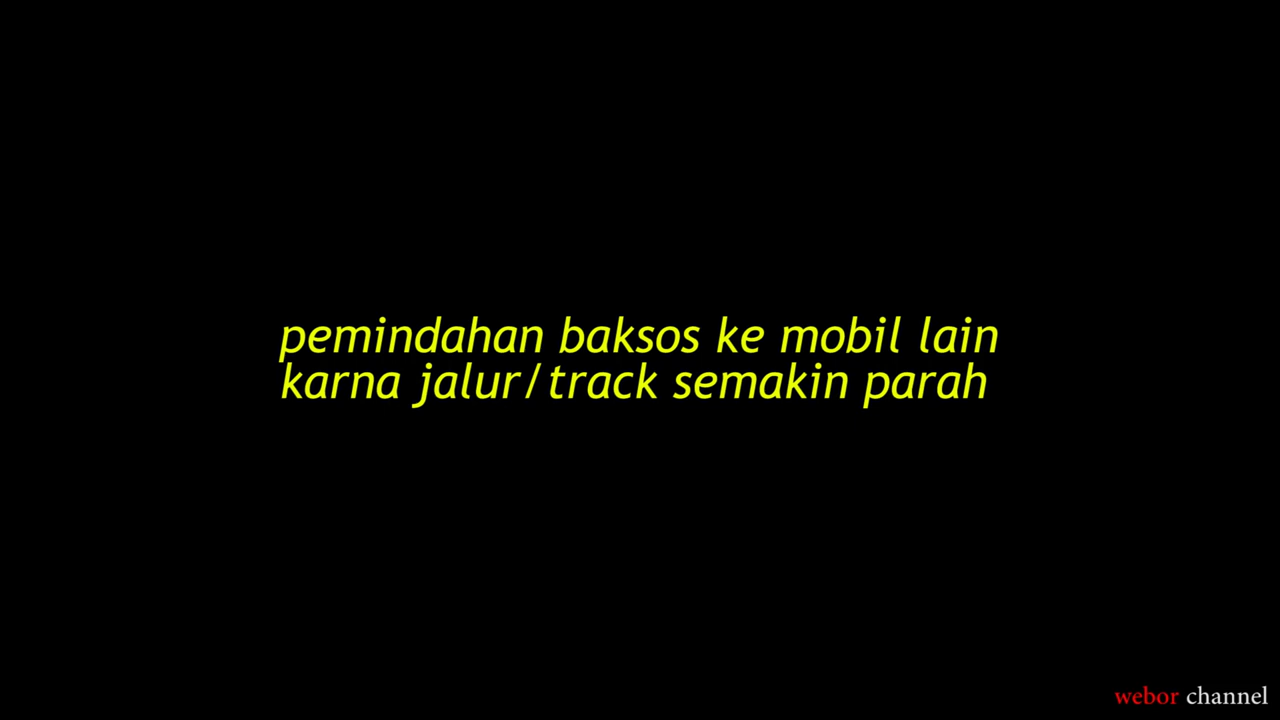 pemindahan baksos ke mobil lain
karna jalur/track semakin parah
webor channel